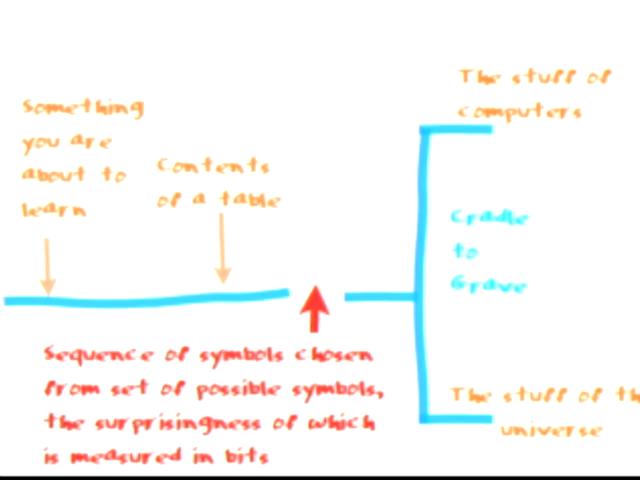 Something
you are
about to
learn
Contents
of a table
The stuff of
computers
Cradle
to
Grave
Sequence of symbols chosen
from set of possible symbols,
the surprisingness of which
is measured in bits
The stuff of
universe